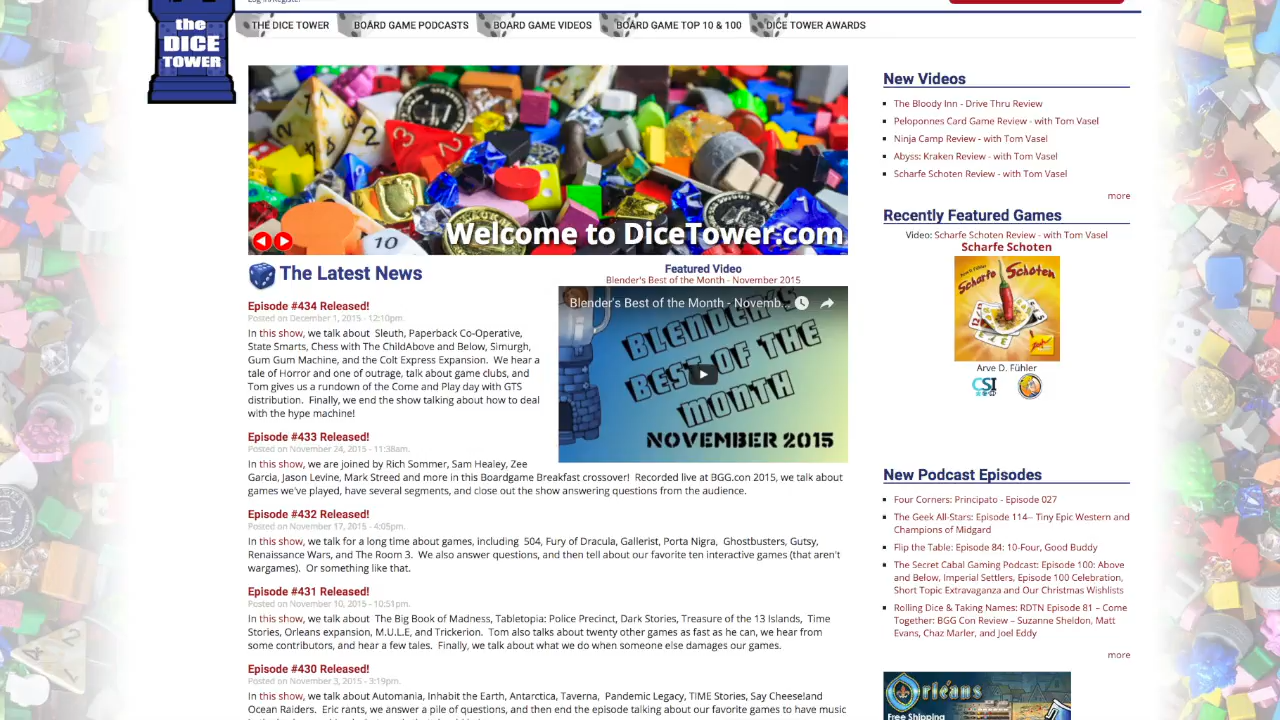 Log In/Register
the
DICE
TOWER
THE DICE TOWER
BOARD GAME PODCASTS
BOARD GAME VIDEOS
BOARD GAME TOP 10 & 100
DICE TOWER AWARDS
Welcome to DiceTower.com
The Latest News
Episode #434 Released!
Posted on December 1, 2015 - 12:10pm.
In this show, we talk about Sleuth, Paperback Co-Operative,
State Smarts, Chess with The ChildAbove and Below, Simurgh,
Gum Gum Machine, and the Colt Express Expansion. We hear a
tale of Horror and one of outrage, talk about game clubs, and
Tom gives us a rundown of the Come and Play day with GTS
distribution. Finally, we end the show talking about how to deal
with the hype machine!
Featured Video
Blender's Best of the Month - November 2015
Blender's Best of the Month - Novemb...
BLENDER'S
BEST OF THE
MONTH
NOVEMBER 2015
Episode #433 Released!
Posted on November 24, 2015 - 11:38am.
In this show, we are joined by Rich Sommer, Sam Healey, Zee
Garcia, Jason Levine, Mark Streed and more in this Boardgame Breakfast crossover! Recorded live at BGG.con 2015, we talk about
games we've played, have several segments, and close out the show answering questions from the audience.
Episode #432 Released!
Posted on November 17, 2015 - 4:05pm.
In this show, we talk for a long time about games, including 504, Fury of Dracula, Gallerist, Porta Nigra, Ghostbusters, Gutsy,
Renaissance Wars, and The Room 3. We also answer questions, and then tell about our favorite ten interactive games (that aren't
wargames). Or something like that.
Episode #431 Released!
Posted on November 10, 2015 - 10:51pm.
In this show, we talk about The Big Book of Madness, Tabletopia: Police Precinct, Dark Stories, Treasure of the 13 Islands, Time
Stories, Orleans expansion, M.U.L.E, and Trickerion. Tom also talks about twenty other games as fast as he can, we hear from
some contributors, and hear a few tales. Finally, we talk about what we do when someone else damages our games.
Episode #430 Released!
Posted on November 3, 2015 - 3:19pm.
In this show, we talk about Automania, Inhabit the Earth, Antarctica, Taverna, Pandemic Legacy, TIME Stories, Say Cheese!and
Ocean Raiders. Eric rants, we answer a pile of questions, and then end the episode talking about our favorite games to have music
New Videos
The Bloody Inn - Drive Thru Review
Peloponnes Card Game Review - with Tom Vasel
Ninja Camp Review - with Tom Vasel
Abyss: Kraken Review - with Tom Vasel
Scharfe Schoten Review - with Tom Vasel
more
Recently Featured Games
Video: Scharfe Schoten Review - with Tom Vasel
Scharfe Schoten
Scharfe Schoten
Arve D. Fühler
CSI
New Podcast Episodes
Four Corners: Principato - Episode 027
The Geek All-Stars: Episode 114-- Tiny Epic Western and
Champions of Midgard
Flip the Table: Episode 84: 10-Four, Good Buddy
The Secret Cabal Gaming Podcast: Episode 100: Above
and Below, Imperial Settlers, Episode 100 Celebration,
Short Topic Extravaganza and Our Christmas Wishlists
Rolling Dice & Taking Names: RDTN Episode 81 – Come
Together: BGG Con Review – Suzanne Sheldon, Matt
Evans, Chaz Marler, and Joel Eddy
more
Orleans
Free Shipping